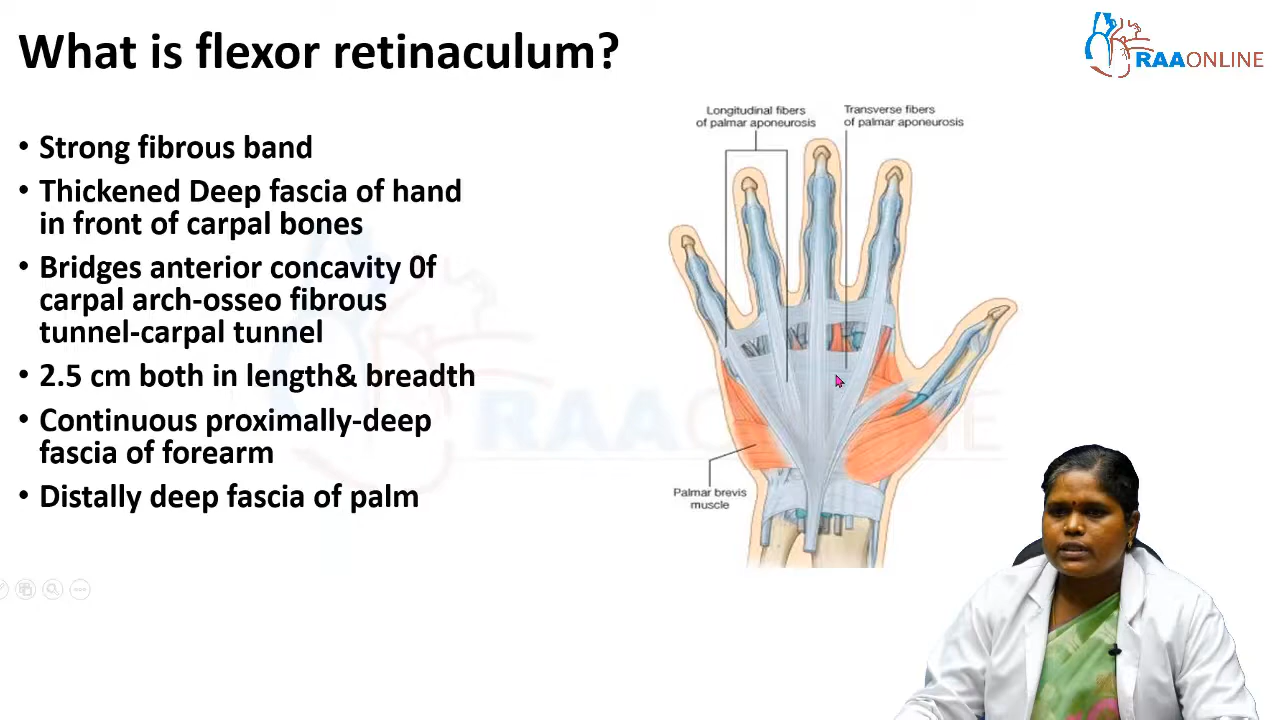 What is flexor retinaculum?
RAAONLINE
• Strong fibrous band
• Thickened Deep fascia of hand
in front of carpal bones
• Bridges anterior concavity 0f
carpal arch-osseo fibrous
tunnel-carpal tunnel
• 2.5 cm both in length& breadth
• Continuous proximally-deep
fascia of forearm
• Distally deep fascia of palm
Longitudinal fibers
of palmar aponeurosis
Transverse fibers
of palmar aponeurosis
Palmar brevis
muscle
RAAONLINE